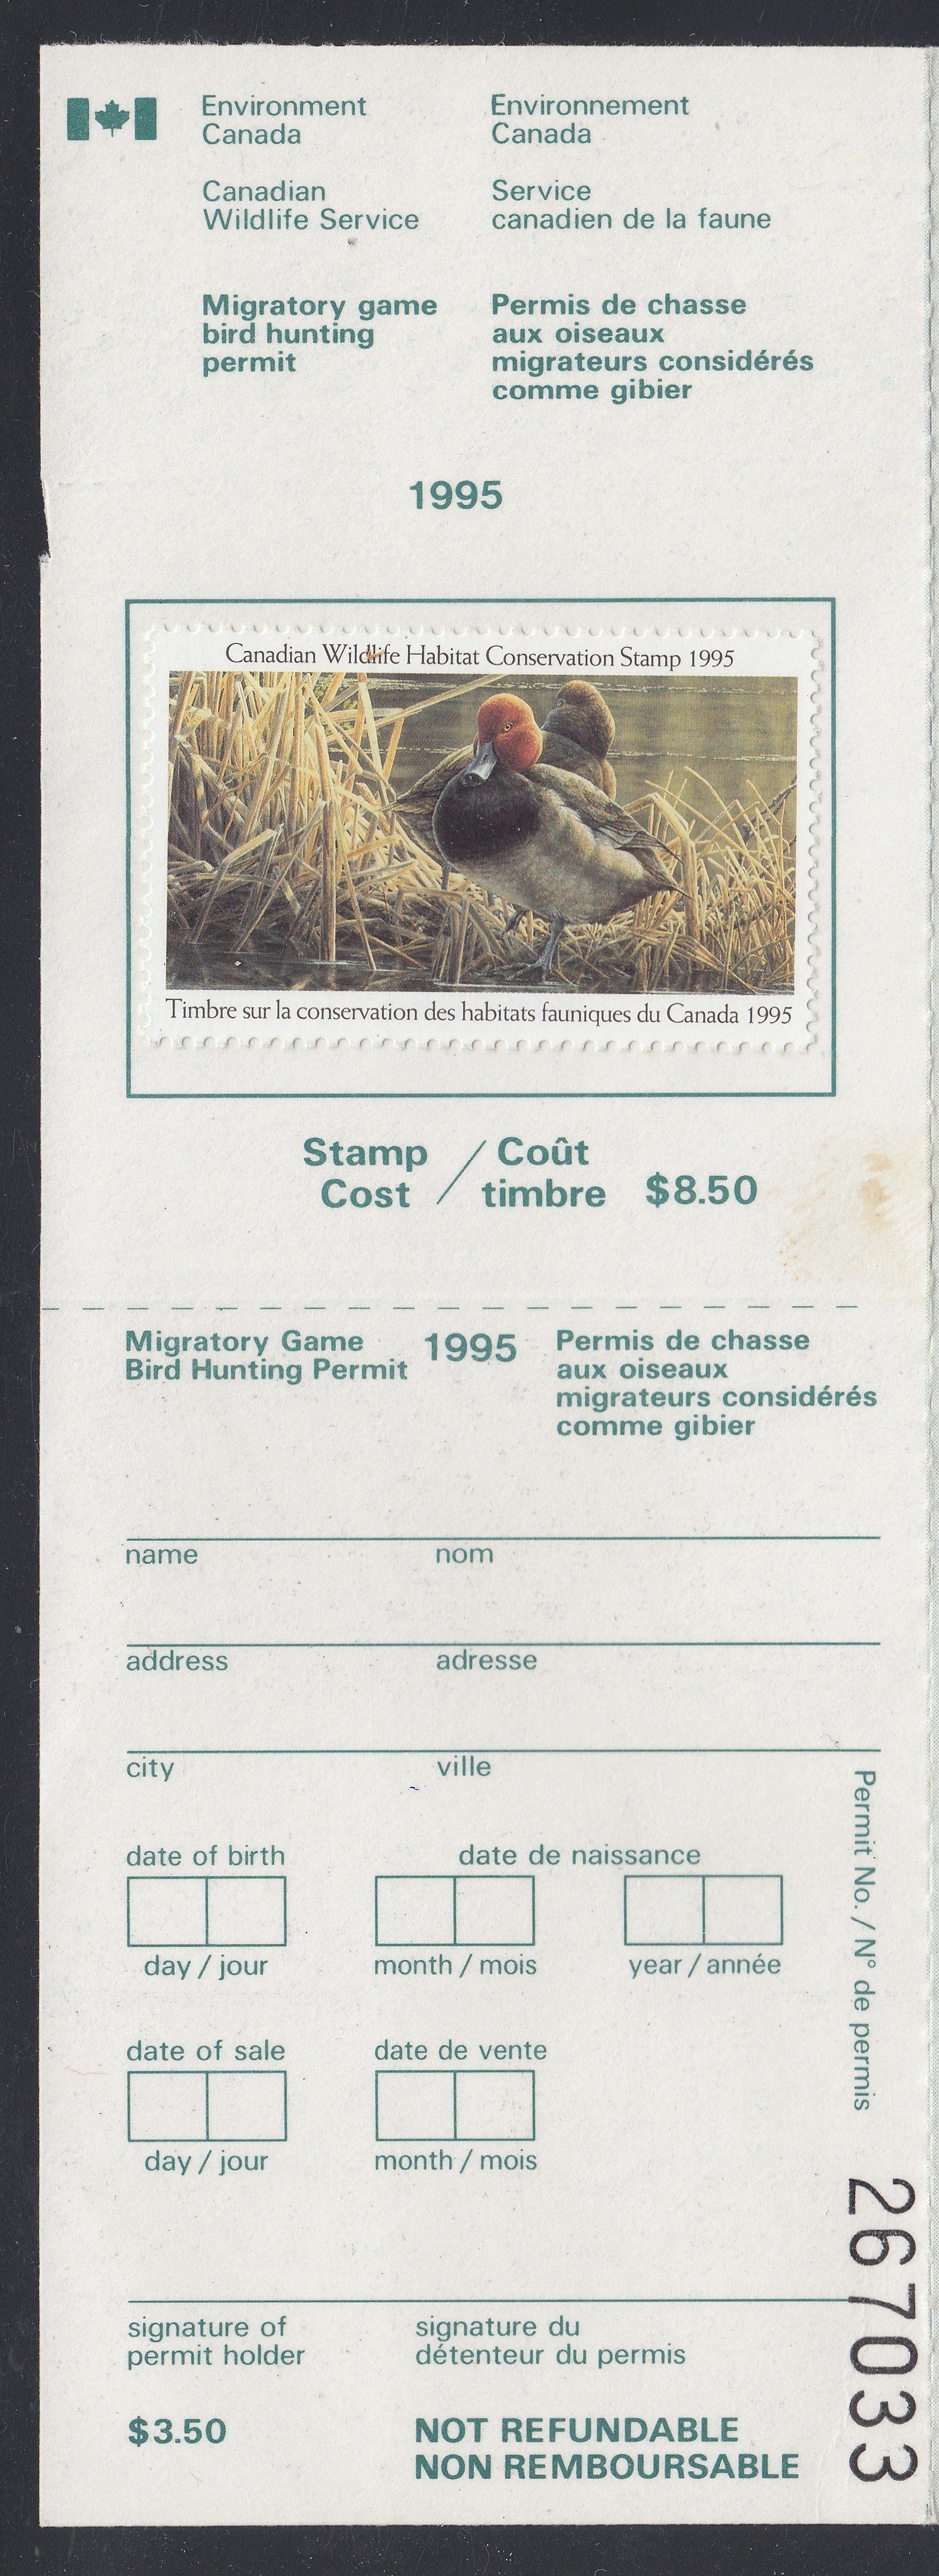 Environment
Canada
Environnement
Canada
Canadian
Wildlife Service
Service
canadien de la faune
Migratory game
bird hunting
permit
Permis de chasse
aux oiseaux
migrateurs considérés
comme gibier
1995
Canadian Wildlife Habitat Conservation Stamp 1995
Timbre sur la conservation des habitats fauniques du Canada 1995
Stamp / Coût
Cost / timbre $8.50
Migratory Game
Bird Hunting Permit
1995
Permis de chasse
aux oiseaux
migrateurs considérés
comme gibier
name nom
address adresse
city ville
date of birth date de naissance
day / jour month / mois year / année
date of sale date de vente
day / jour month / mois
Permit No. / N° de permis
267033
signature of
permit holder
signature du
détenteur du permis
$3.50
NOT REFUNDABLE
NON REMBOURSABLE